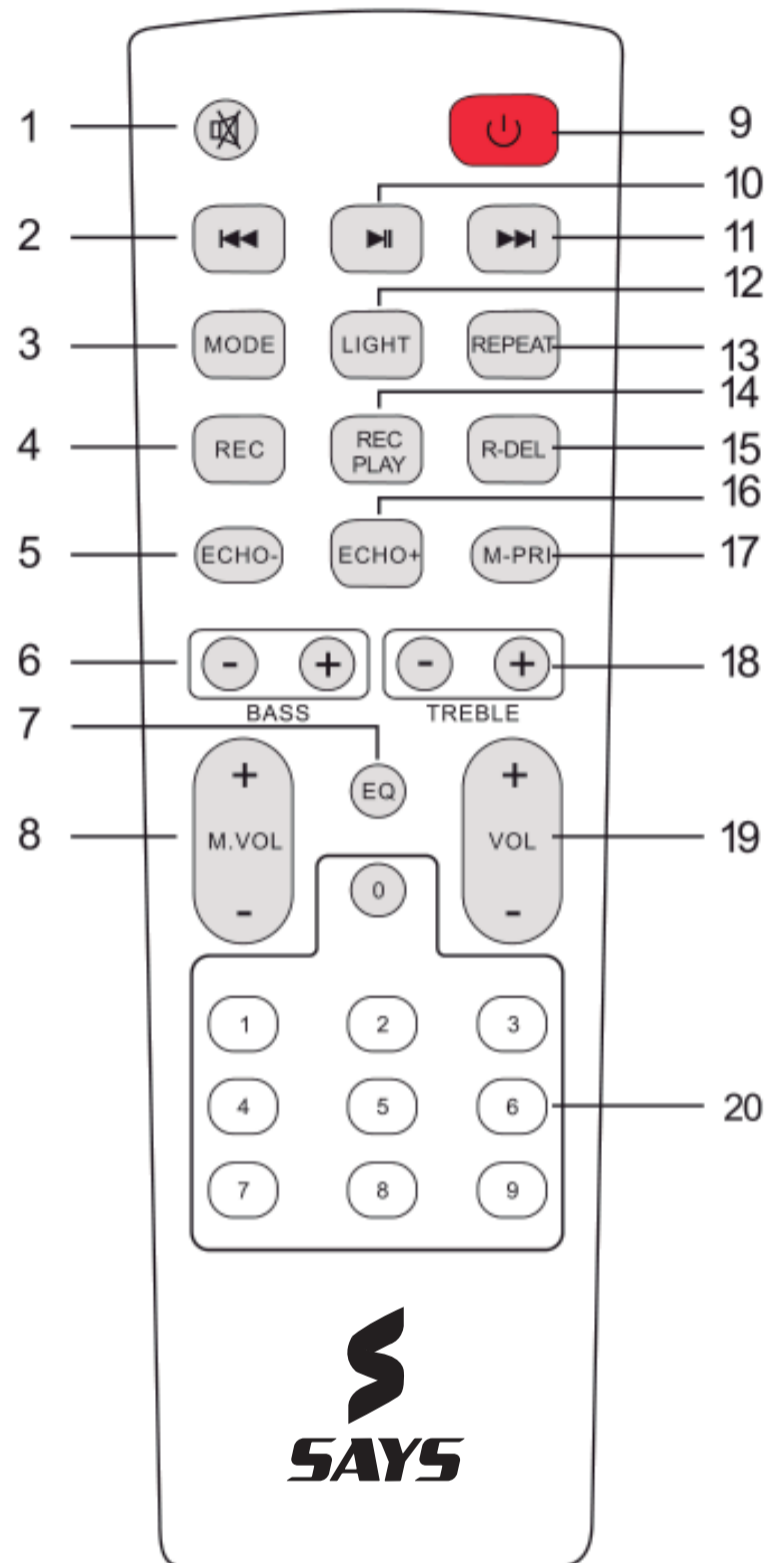 1 9
10
2 11
12
3 MODE LIGHT REPEAT 13
14
4 REC REC PLAY R-DEL 15
16
5 ECHO- ECHO+ M-PRI 17
6 - + - + 18
BASS TREBLE
7
+ EQ +
8 M.VOL VOL 19
0
- -
1 2 3
4 5 6 20
7 8 9
SAYS